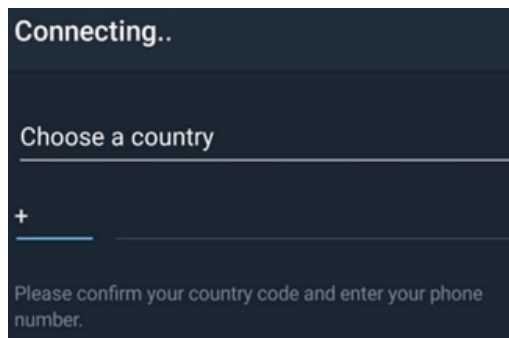 Connecting..
Choose a country
+
Please confirm your country code and enter your phone
number.